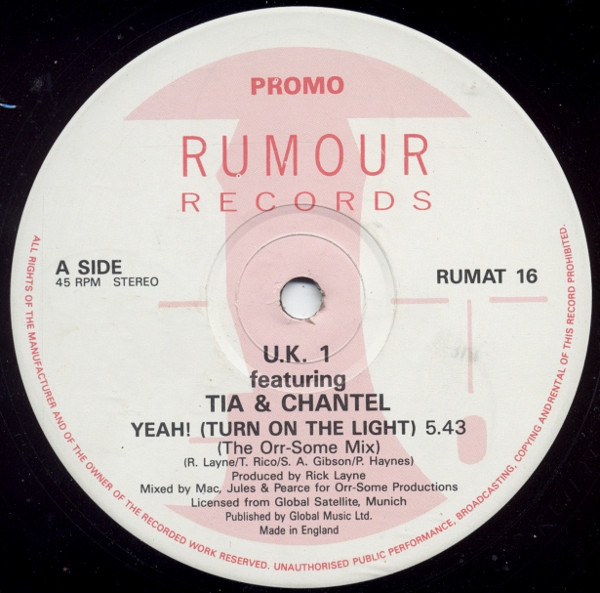 PROMO
RUMOUR
RECORDS
A SIDE
45 RPM STEREO
RUMAT 16
U.K. 1
featuring
TIA & CHANTEL
YEAH! (TURN ON THE LIGHT) 5.43
(The Orr-Some Mix)
(R. Layne/T. Rico/S. A. Gibson/P. Haynes)
Produced by Rick Layne
Mixed by Mac, Jules & Pearce for Orr-Some Productions
Licensed from Global Satellite, Munich
Published by Global Music Ltd.
Made in England
ALL RIGHTS OF THE MANUFACTURER AND OF THE OWNER OF THE RECORDED WORK RESERVED. UNAUTHORISED PUBLIC PERFORMANCE, BROADCASTING, COPYING AND RENTAL OF THIS RECORD PROHIBITED.